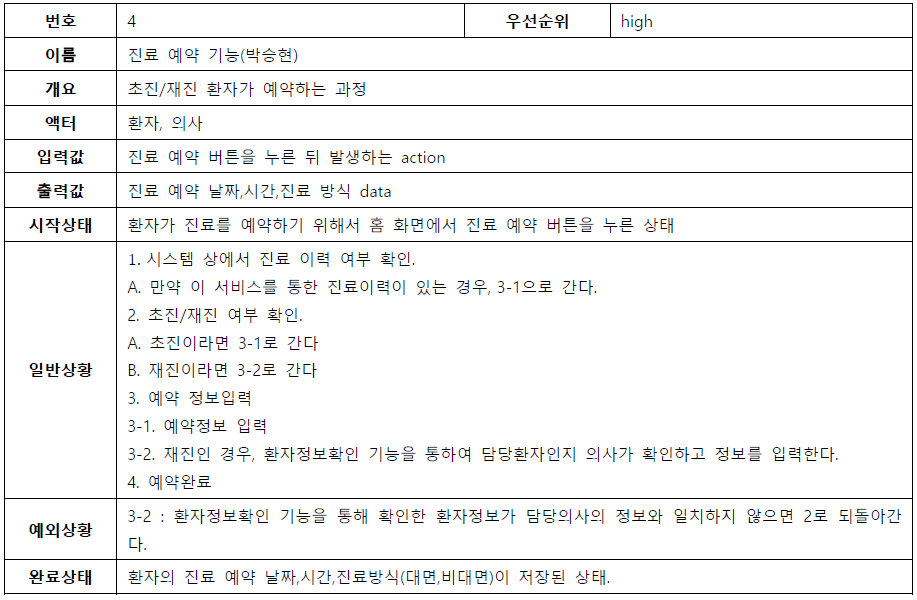 번호 4 우선순위 high
이름 진료 예약 기능(박승현)
개요 초진/재진 환자가 예약하는 과정
액터 환자, 의사
입력값 진료 예약 버튼을 누른 뒤 발생하는 action
출력값 진료 예약 날짜,시간,진료 방식 data
시작상태 환자가 진료를 예약하기 위해서 홈 화면에서 진료 예약 버튼을 누른 상태
일반상황
1. 시스템 상에서 진료 이력 여부 확인.
A. 만약 이 서비스를 통한 진료이력이 있는 경우, 3-1으로 간다.
2. 초진/재진 여부 확인.
A. 초진이라면 3-1로 간다
B. 재진이라면 3-2로 간다
3. 예약 정보입력
3-1. 예약정보 입력
3-2. 재진인 경우, 환자정보확인 기능을 통하여 담당환자인지 의사가 확인하고 정보를 입력한다.
4. 예약완료
예외상황
3-2 : 환자정보확인 기능을 통해 확인한 환자정보가 담당의사의 정보와 일치하지 않으면 2로 되돌아간
다.
완료상태 환자의 진료 예약 날짜,시간,진료방식(대면,비대면)이 저장된 상태.